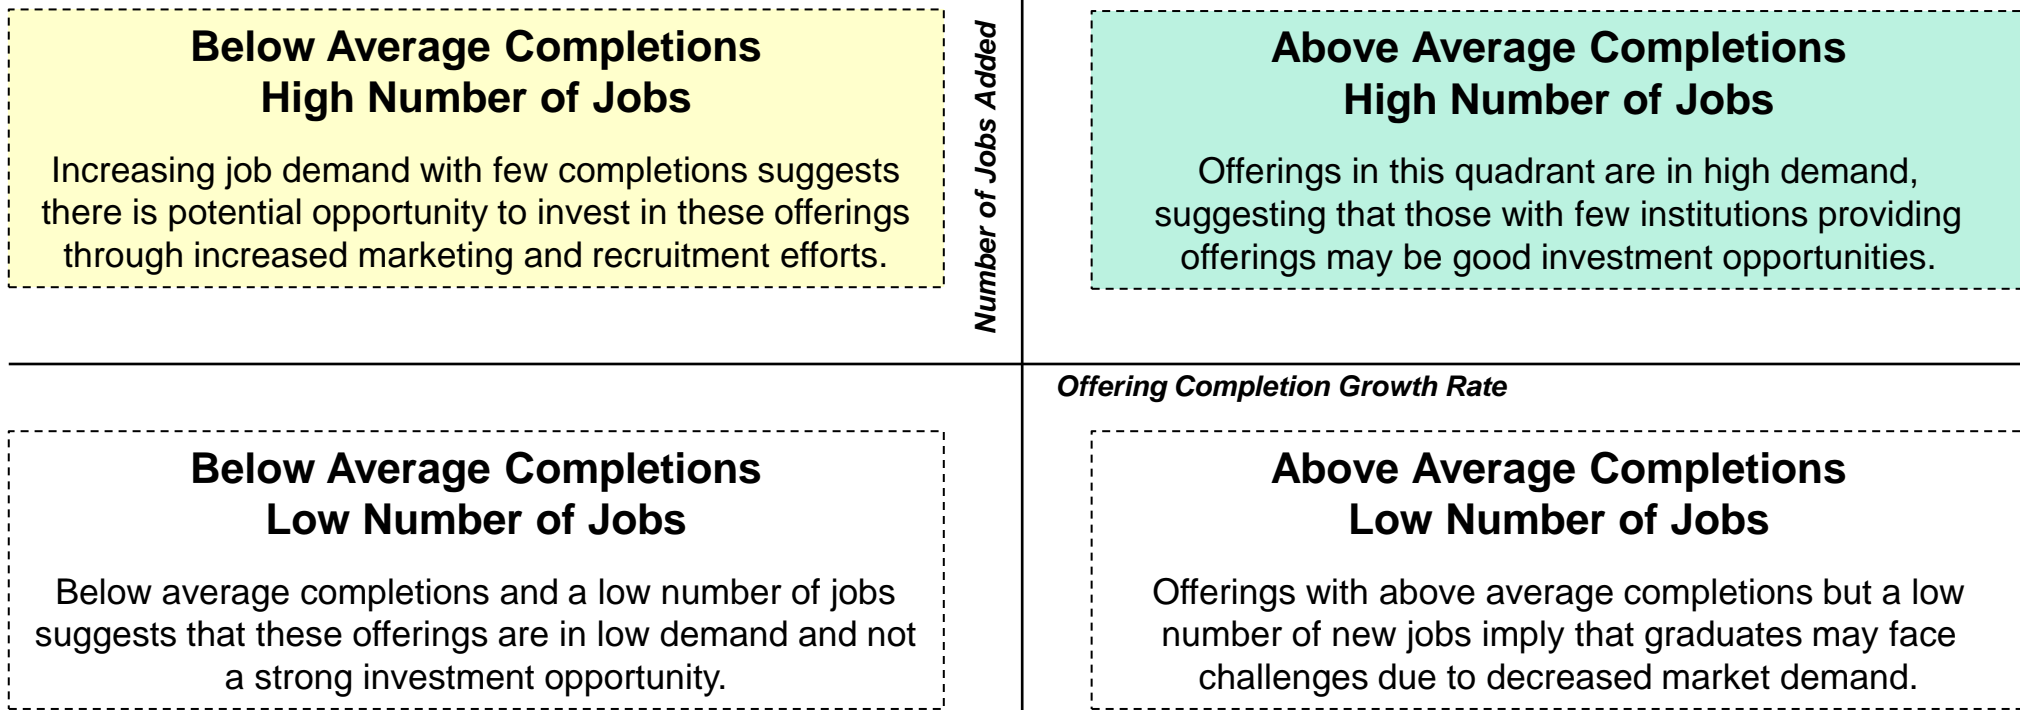 Below Average Completions
High Number of Jobs
Increasing job demand with few completions suggests
there is potential opportunity to invest in these offerings
through increased marketing and recruitment efforts.
Number of Jobs Added
Above Average Completions
High Number of Jobs
Offerings in this quadrant are in high demand,
suggesting that those with few institutions providing
offerings may be good investment opportunities.
Offering Completion Growth Rate
Below Average Completions
Low Number of Jobs
Below average completions and a low number of jobs
suggests that these offerings are in low demand and not
a strong investment opportunity.
Above Average Completions
Low Number of Jobs
Offerings with above average completions but a low
number of new jobs imply that graduates may face
challenges due to decreased market demand.